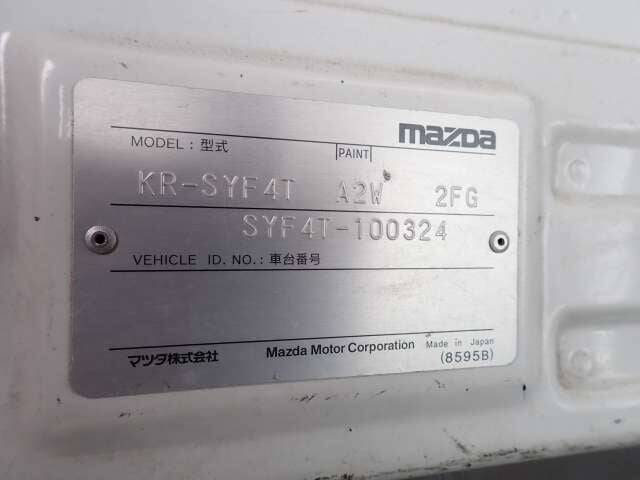 mazda
MODEL : 型式 PAINT
KR-SYF4T A2W 2FG
SYF4T-100324
VEHICLE ID. NO. : 車台番号
マツダ株式会社 Mazda Motor Corporation Made in Japan
(8595B)